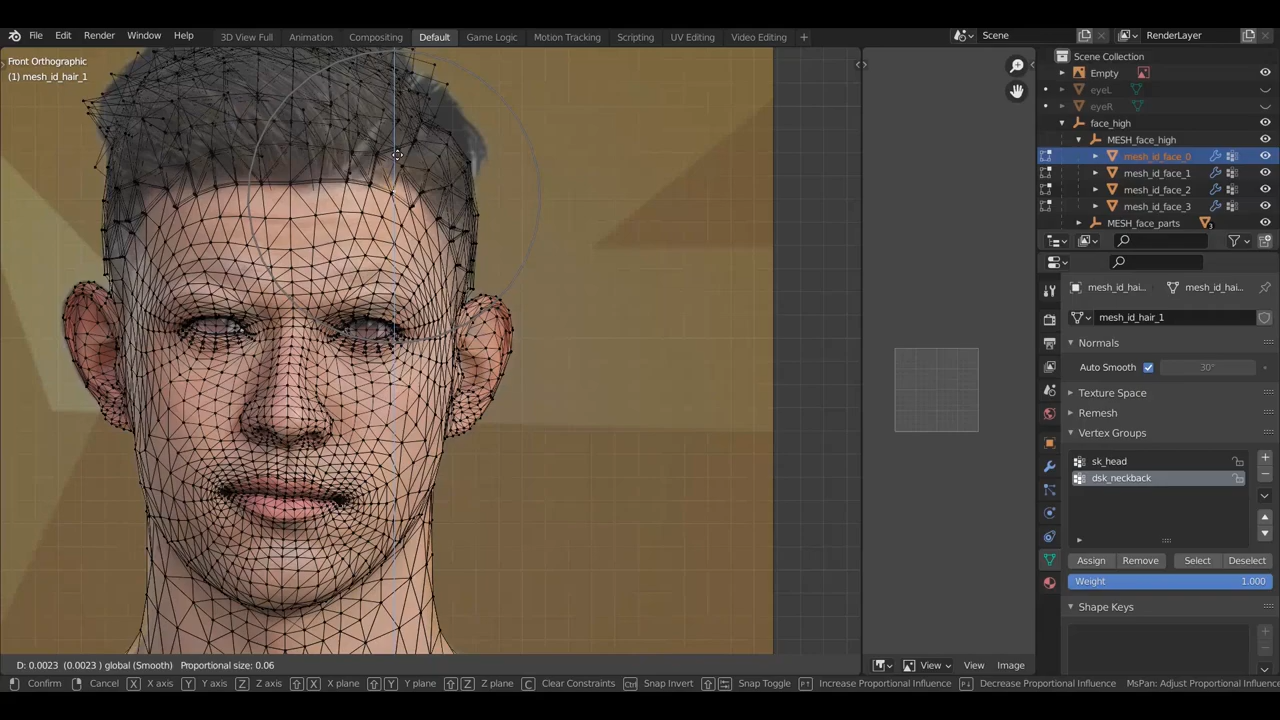 File Edit Render Window Help
3D View Full Animation Compositing Default Game Logic Motion Tracking Scripting UV Editing Video Editing +
Scene
RenderLayer
Front Orthographic
(1) mesh_id_hair_1
Scene Collection
Empty
eyeL
eyeR
face_high
MESH_face_high
mesh_id_face_0
mesh_id_face_1
mesh_id_face_2
mesh_id_face_3
MESH_face_parts 3
mesh_id_hai... mesh_id_hai...
mesh_id_hair_1
Normals
Auto Smooth 30°
Texture Space
Remesh
Vertex Groups
sk_head
dsk_neckback
Assign Remove Select Deselect
Weight 1.000
Shape Keys
D: 0.0023 (0.0023 ) global (Smooth) Proportional size: 0.06
View View Image
Confirm Cancel X X axis Y Y axis Z Z axis X X plane Y Y plane Z Z plane C Clear Constraints Ctrl Snap Invert Snap Toggle Increase Proportional Influence Decrease Proportional Influence MsPan: Adjust Proportional Influence